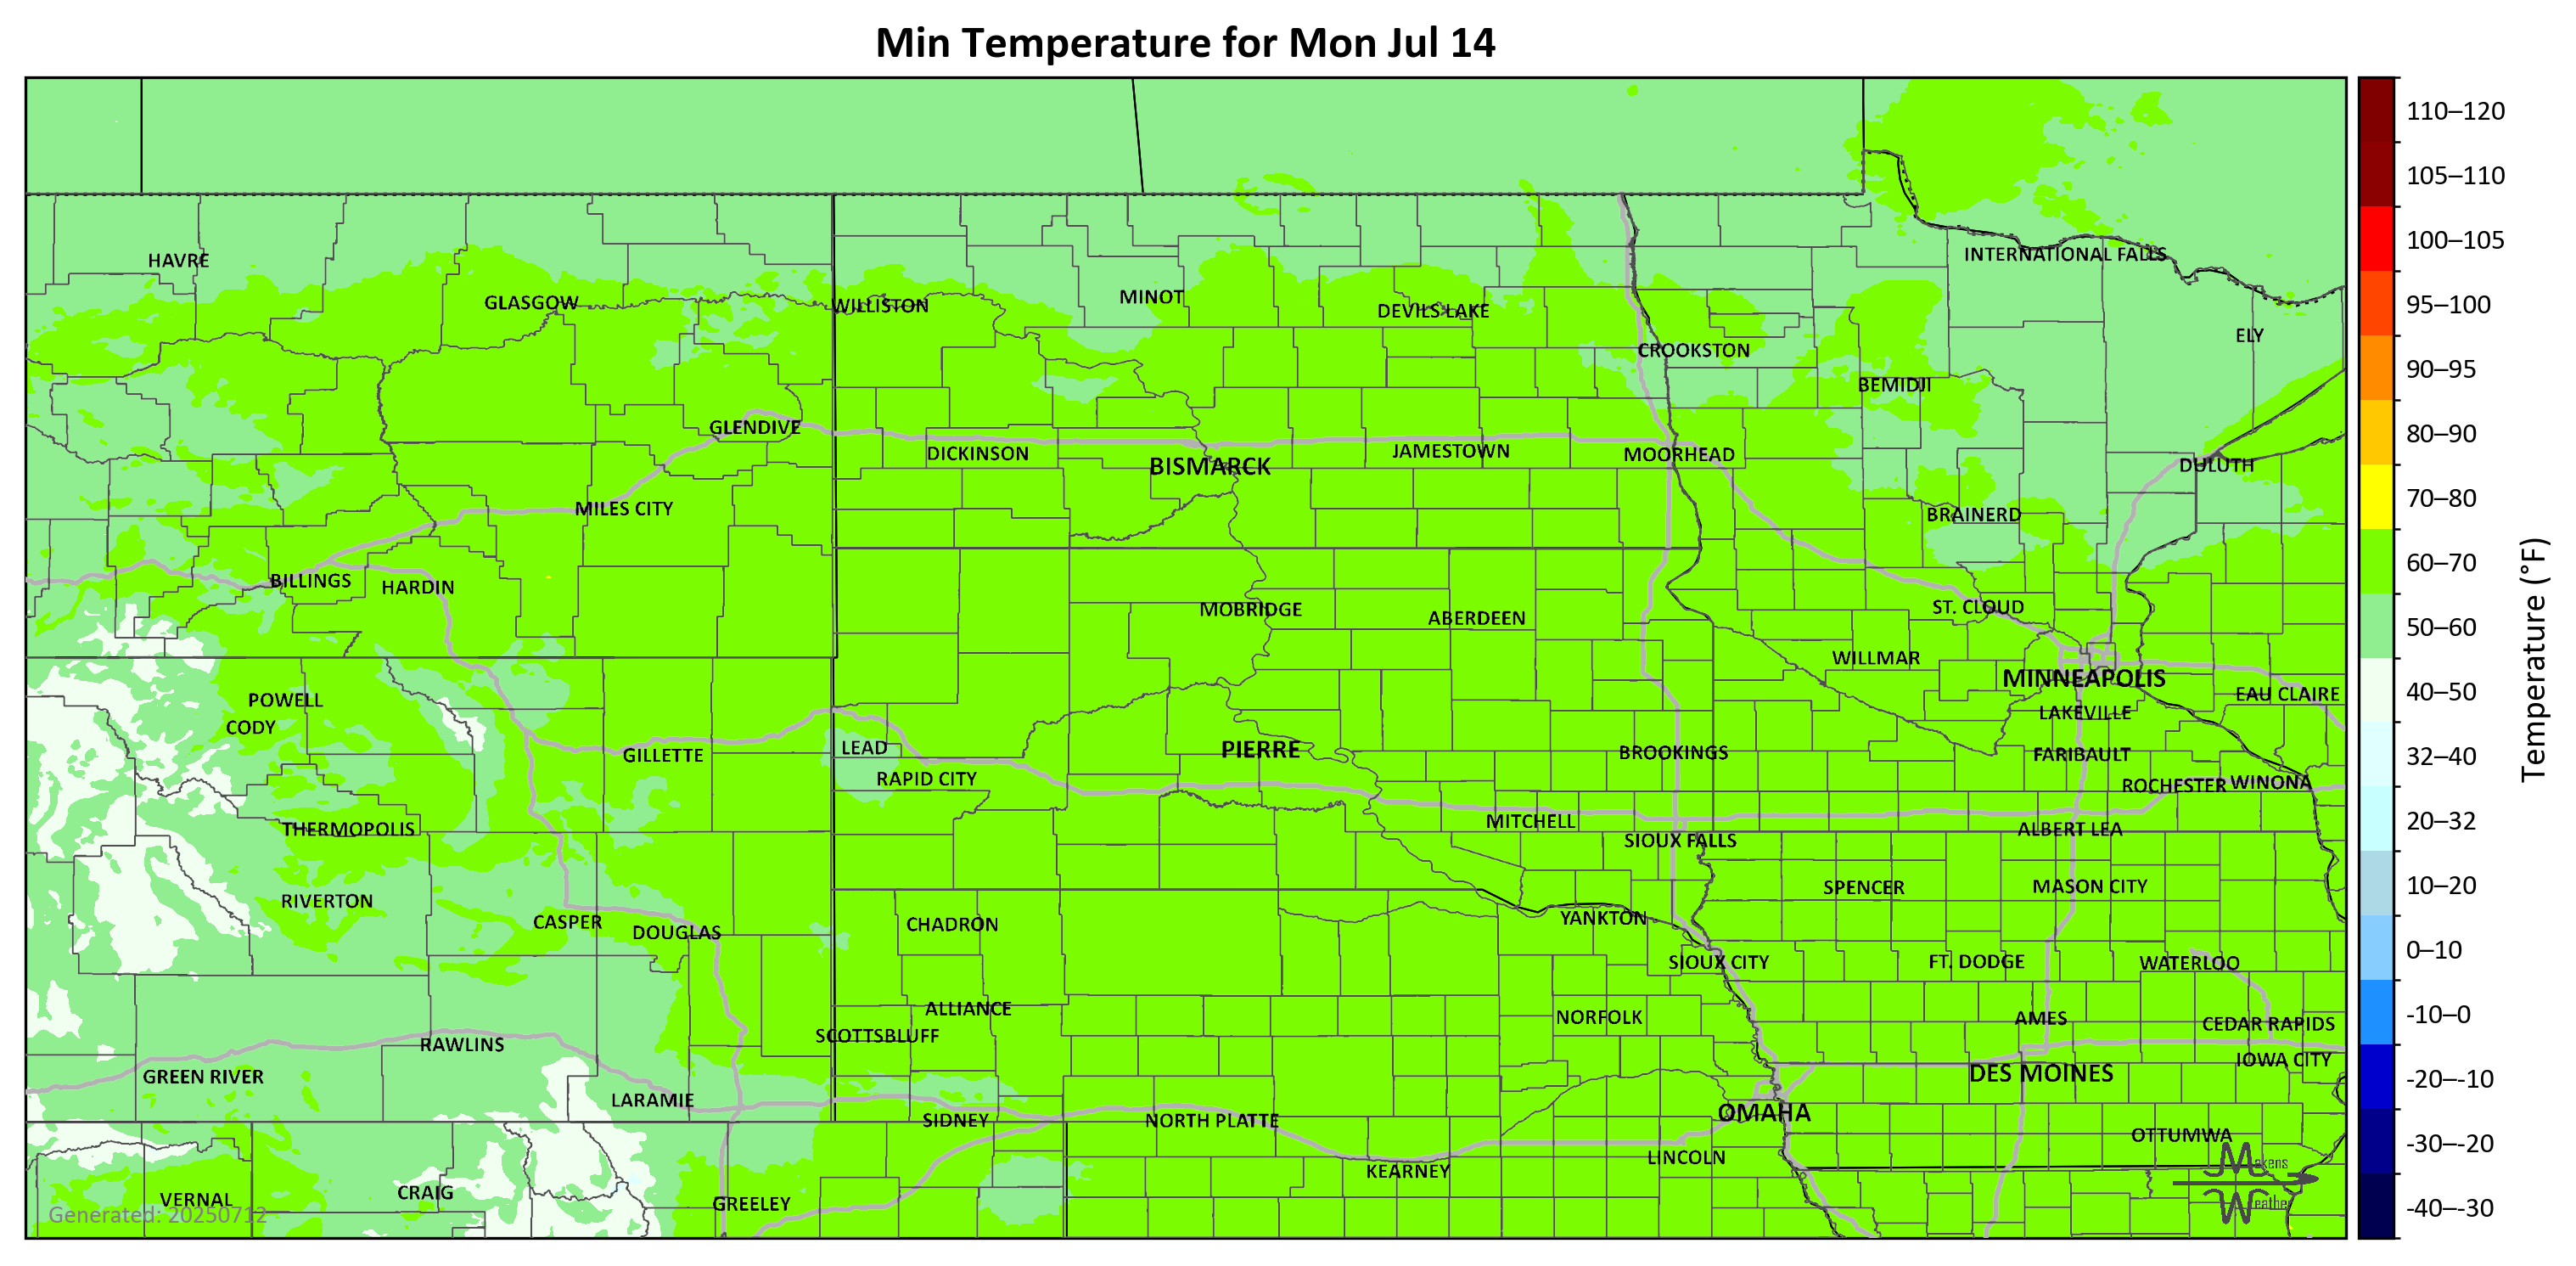 Min Temperature for Mon Jul 14
HAVRE
GLASGOW
WILLISTON
MINOT
DEVILS LAKE
CROOKSTON
INTERNATIONAL FALLS
ELY
BEMIDJI
GLENDIVE
DICKINSON
BISMARCK
JAMESTOWN
MOORHEAD
DULUTH
MILES CITY
BRAINERD
BILLINGS
HARDIN
MOBRIDGE
ABERDEEN
ST. CLOUD
WILLMAR
MINNEAPOLIS
EAU CLAIRE
POWELL
CODY
LAKEVILLE
GILLETTE
LEAD
RAPID CITY
PIERRE
BROOKINGS
FARIBAULT
ROCHESTER
WINONA
THERMOPOLIS
MITCHELL
SIOUX FALLS
ALBERT LEA
RIVERTON
CASPER
DOUGLAS
CHADRON
YANKTON
SPENCER
MASON CITY
SIOUX CITY
FT. DODGE
WATERLOO
ALLIANCE
SCOTTSBLUFF
NORFOLK
AMES
CEDAR RAPIDS
IOWA CITY
RAWLINS
GREEN RIVER
LARAMIE
SIDNEY
NORTH PLATTE
OMAHA
DES MOINES
OTTUMWA
KEARNEY
LINCOLN
VERNAL
CRAIG
GREELEY
Generated: 20250712
Makens
Weather
110−120
105−110
100−105
95−100
90−95
80−90
70−80
60−70
50−60
40−50
32−40
20−32
10−20
0−10
-10−0
-20−-10
-30−-20
-40−-30
Temperature (°F)